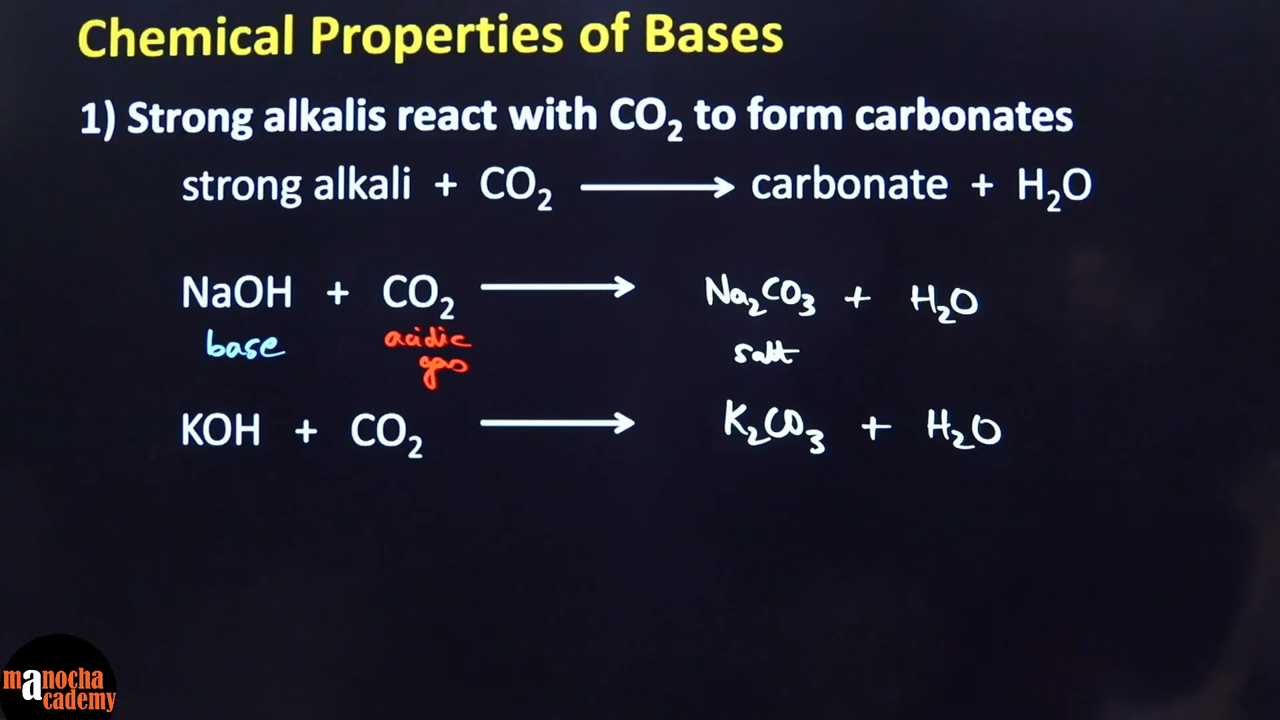 Chemical Properties of Bases
1) Strong alkalis react with CO₂ to form carbonates
strong alkali + CO₂ ⟶ carbonate + H₂O
NaOH + CO₂ ⟶ Na₂CO₃ + H₂O
base acidic gas salt
KOH + CO₂ ⟶ K₂CO₃ + H₂O
manocha
academy